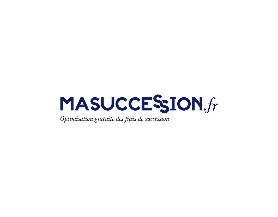 MASUCCESSION.fr
Optimisation gratuite des frais de succession